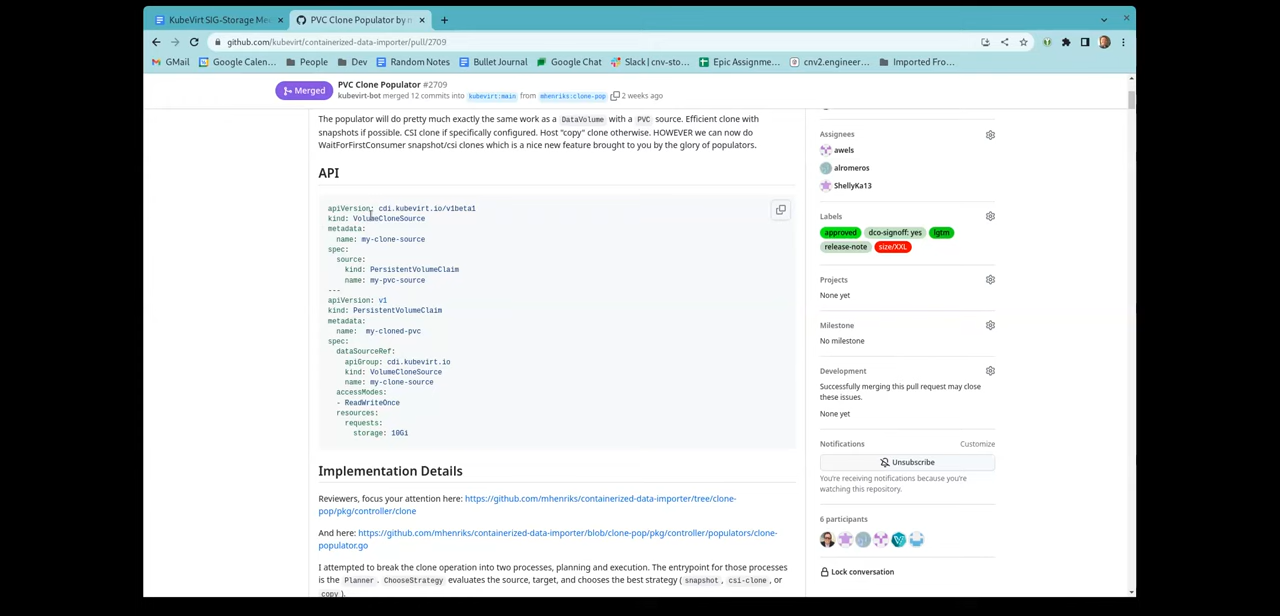 KubeVirt SIG-Storage Me
PVC Clone Populator by m
github.com/kubevirt/containerized-data-importer/pull/2709
GMail
Google Calen...
People
Dev
Random Notes
Bullet Journal
Google Chat
Slack | cnv-sto...
Epic Assignme...
cnv2.engineer...
Imported Fro...
Merged
PVC Clone Populator #2709
kubevirt-bot merged 12 commits into kubevirt:main from mhenriks:clone-pop 2 weeks ago
The populator will do pretty much exactly the same work as a DataVolume with a PVC source. Efficient clone with
snapshots if possible. CSI clone if specifically configured. Host "copy" clone otherwise. HOWEVER we can now do
WaitForFirstConsumer snapshot/csi clones which is a nice new feature brought to you by the glory of populators.
API
apiVersion: cdi.kubevirt.io/v1beta1
kind: VolumeCloneSource
metadata:
name: my-clone-source
spec:
source:
kind: PersistentVolumeClaim
name: my-pvc-source
---
apiVersion: v1
kind: PersistentVolumeClaim
metadata:
name: my-cloned-pvc
spec:
dataSourceRef:
apiGroup: cdi.kubevirt.io
kind: VolumeCloneSource
name: my-clone-source
accessModes:
- ReadWriteOnce
resources:
requests:
storage: 10Gi
Implementation Details
Reviewers, focus your attention here: https://github.com/mhenriks/containerized-data-importer/tree/clone-
pop/pkg/controller/clone
And here: https://github.com/mhenriks/containerized-data-importer/blob/clone-pop/pkg/controller/populators/clone-
populator.go
I attempted to break the clone operation into two processes, planning and execution. The entrypoint for those processes
is the Planner. ChooseStrategy evaluates the source, target, and chooses the best strategy (snapshot, csi-clone, or
copy).
Assignees
awels
alromeros
ShellyKa13
Labels
approved
dco-signoff: yes
lgtm
release-note
size/XXL
Projects
None yet
Milestone
No milestone
Development
Successfully merging this pull request may close
these issues.
None yet
Notifications
Customize
Unsubscribe
You're receiving notifications because you're
watching this repository.
6 participants
Lock conversation